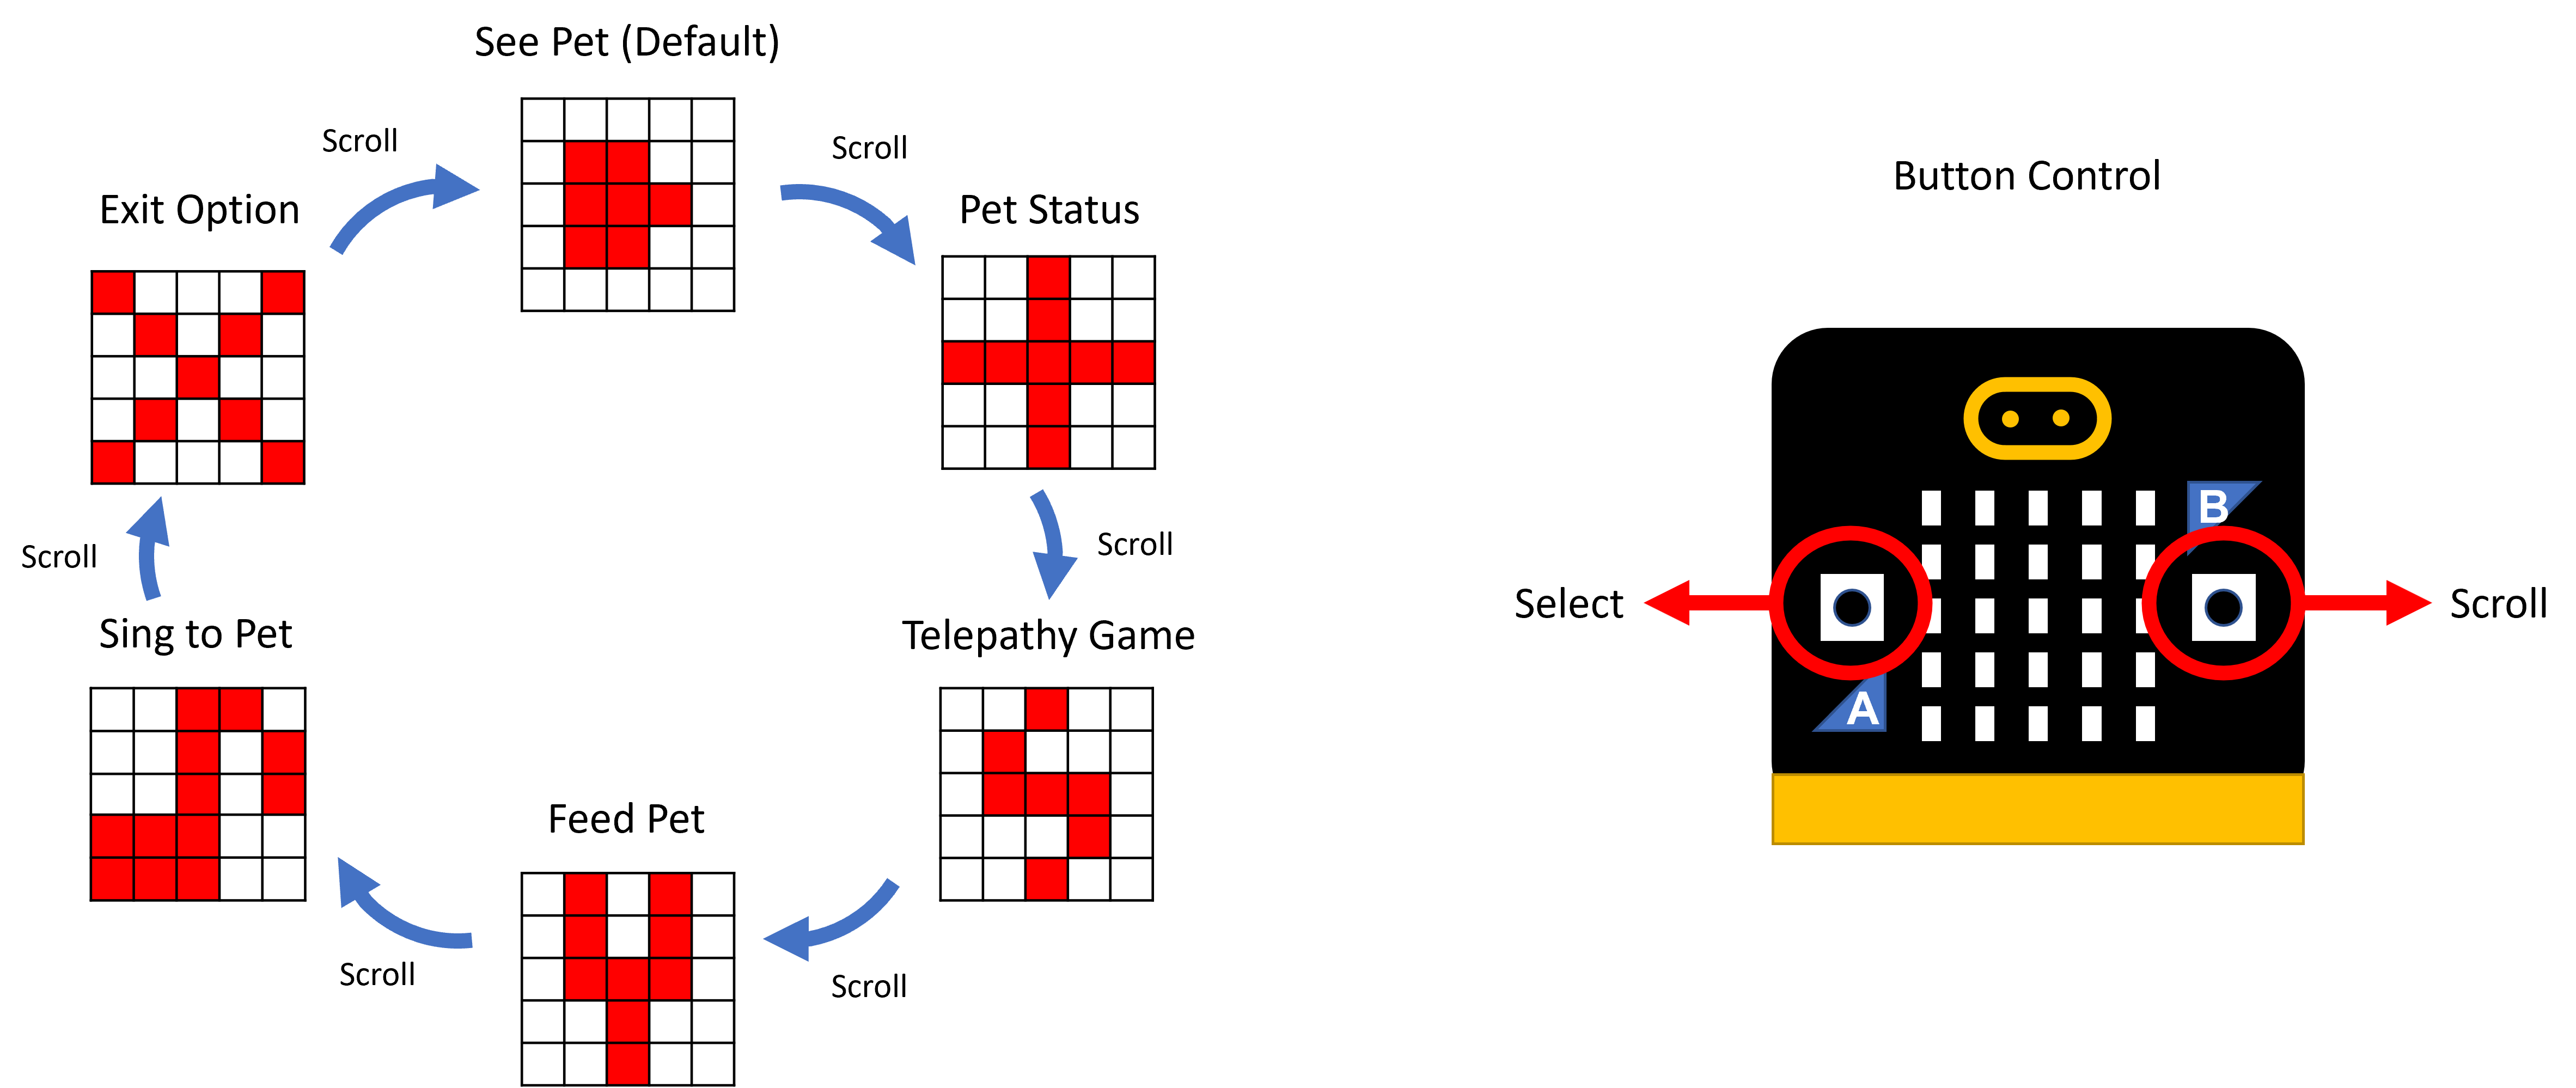 See Pet (Default)
Scroll
Scroll
Exit Option
Pet Status
Button Control
Scroll
Scroll
Sing to Pet
Telepathy Game
Feed Pet
Scroll
Scroll
B
Select
Scroll
A